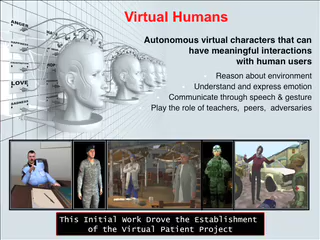 Virtual Humans
Autonomous virtual characters that can
have meaningful interactions
with human users
Reason about environment
Understand and express emotion
Communicate through speech & gesture
Play the role of teachers, peers, adversaries
ANGER
LOVE
This Initial Work Drove the Establishment
of the Virtual Patient Project